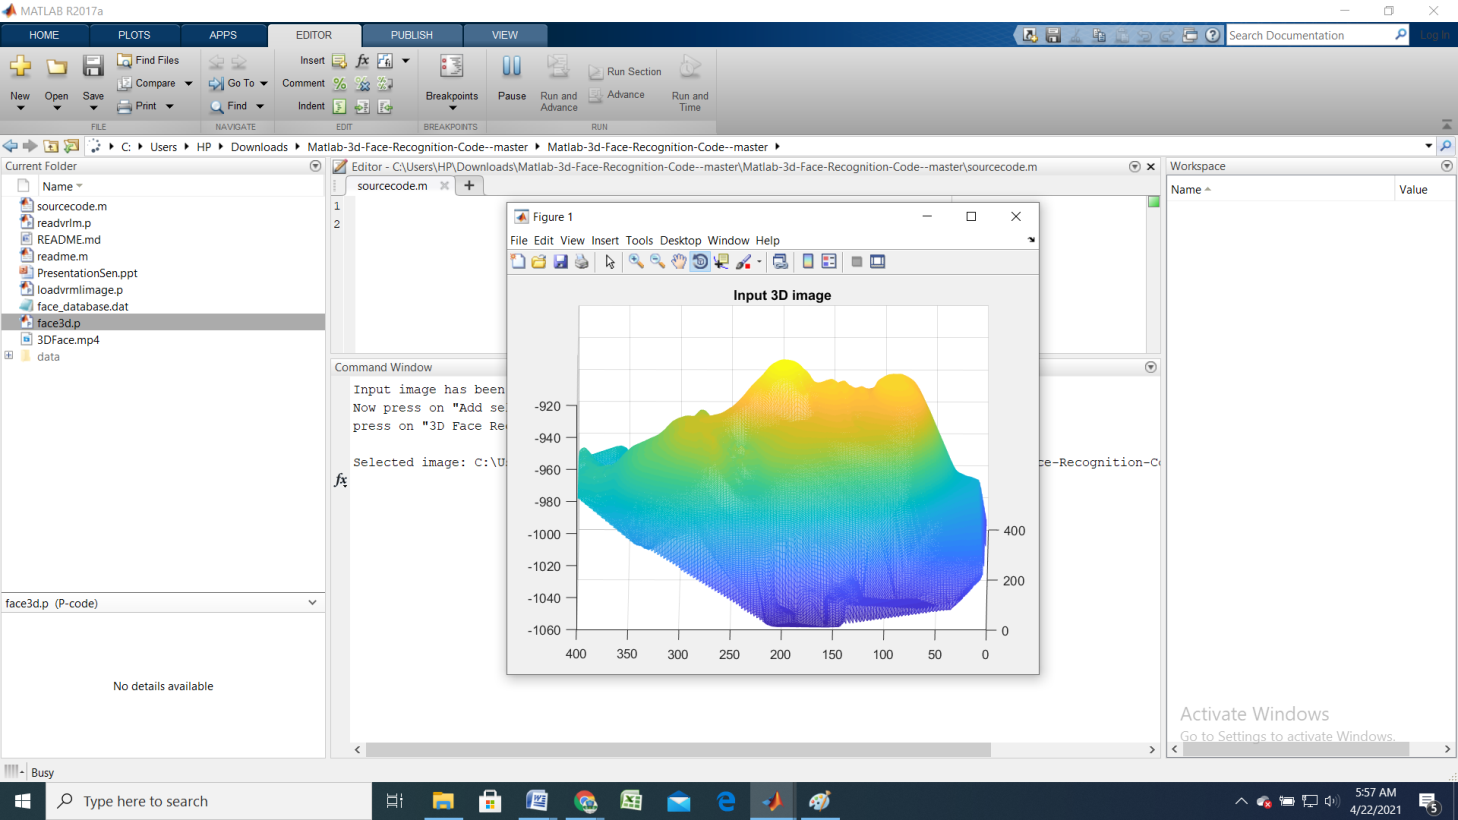 MATLAB R2017a
HOME PLOTS APPS EDITOR PUBLISH VIEW
Search Documentation
Log In
New Open Save
Find Files
Compare
Print
Go To
Find
Insert
Comment
Indent
fx
Breakpoints
Pause
Run and Advance
Run Section
Advance
Run and Time
FILE NAVIGATE EDIT BREAKPOINTS RUN
C: Users HP Downloads Matlab-3d-Face-Recognition-Code--master Matlab-3d-Face-Recognition-Code--master
Current Folder
Name
sourcecode.m
readvrlm.p
README.md
readme.m
PresentationSen.ppt
loadvrmlimage.p
face_database.dat
face3d.p
3DFace.mp4
data
face3d.p (P-code)
No details available
Editor - C:\Users\HP\Downloads\Matlab-3d-Face-Recognition-Code--master\Matlab-3d-Face-Recognition-Code--master\sourcecode.m
sourcecode.m
1
2
Command Window
Input image has been
Now press on "Add se
press on "3D Face Re
Selected image: C:\U
ce-Recognition-Co
fx
Figure 1
File Edit View Insert Tools Desktop Window Help
Input 3D image
-920
-940
-960
-980
-1000
-1020
-1040
-1060
400 350 300 250 200 150 100 50 0
400
200
0
Workspace
Name Value
Activate Windows
Go to Settings to activate Windows.
Busy
Type here to search
5:57 AM
4/22/2021
5